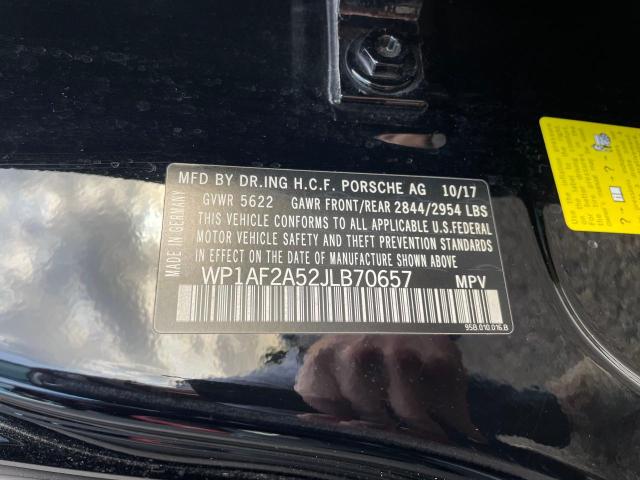 MFD BY DR.ING H.C.F. PORSCHE AG 10/17
GVWR 5622 GAWR FRONT/REAR 2844/2954 LBS
THIS VEHICLE CONFORMS TO ALL APPLICABLE U.S.FEDERAL
MOTOR VEHICLE SAFETY AND THEFT PREVENTION STANDARDS
IN EFFECT ON THE DATE OF MANUFACTURE SHOWN ABOVE
WP1AF2A52JLB70657 MPV
95B.010.016.B
MADE IN GERMANY